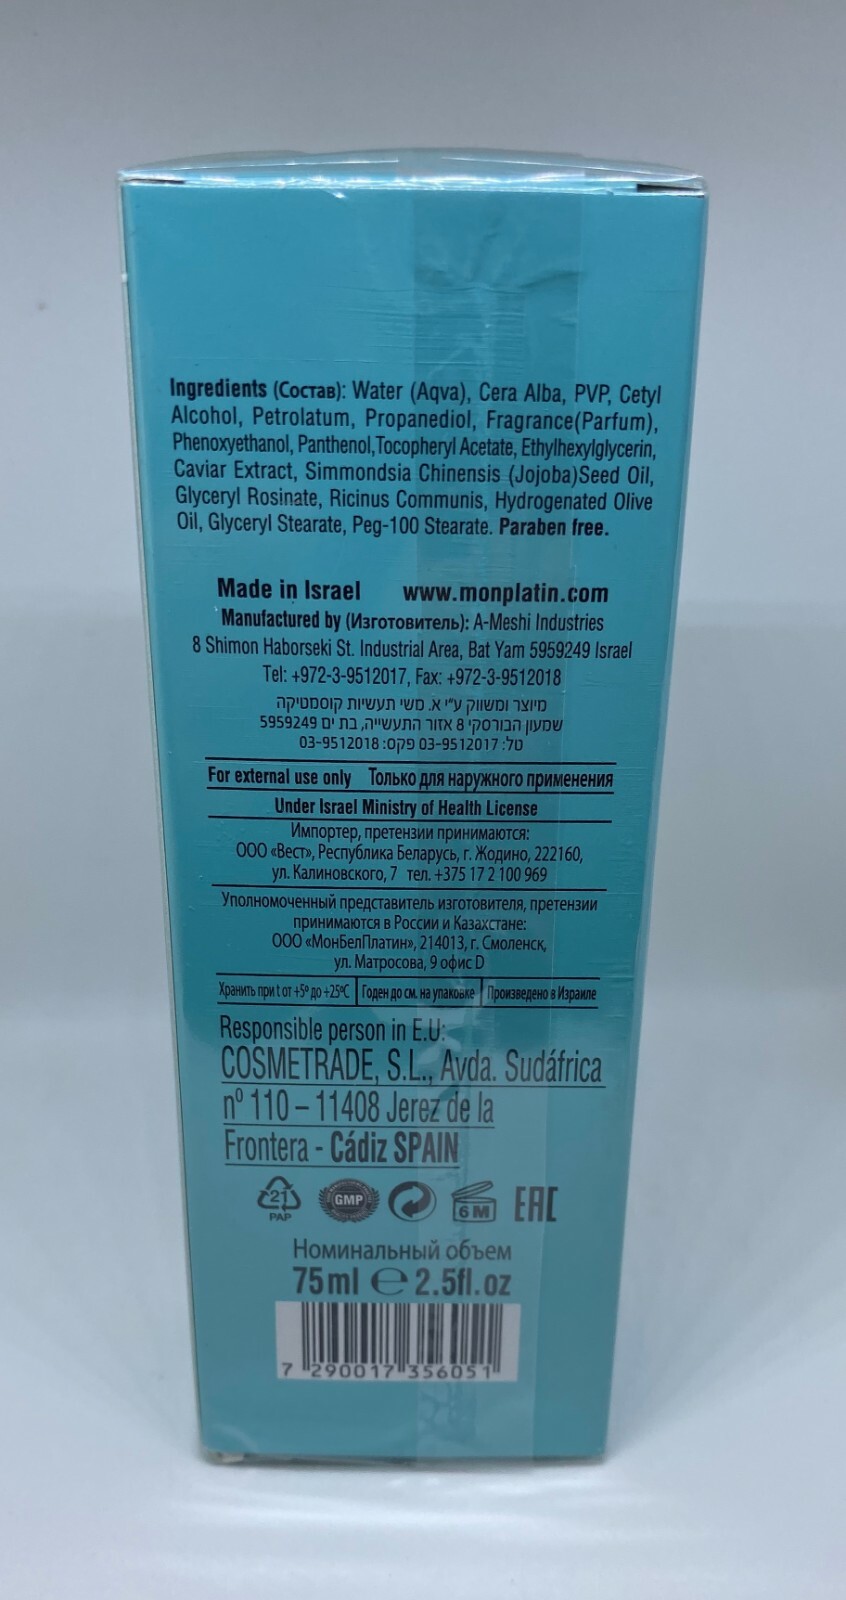 Ingredients (Состав): Water (Aqva), Cera Alba, PVP, Cetyl
Alcohol, Petrolatum, Propanediol, Fragrance(Parfum),
Phenoxyethanol, Panthenol,Tocopheryl Acetate, Ethylhexylglycerin,
Caviar Extract, Simmondsia Chinensis (Jojoba)Seed Oil,
Glyceryl Rosinate, Ricinus Communis, Hydrogenated Olive
Oil, Glyceryl Stearate, Peg-100 Stearate. Paraben free.
Made in Israel www.monplatin.com
Manufactured by (Изготовитель): A-Meshi Industries
8 Shimon Haborseki St. Industrial Area, Bat Yam 5959249 Israel
Tel: +972-3-9512017, Fax: +972-3-9512018
מיוצר ומשווק ע"י א. משי תעשיות קוסמטיקה
שמעון הבורסקי 8 אזור התעשייה, בת ים 5959249
טל: 03-9512017 פקס: 03-9512018
For external use only Только для наружного применения
Under Israel Ministry of Health License
Импортер, претензии принимаются:
ООО «Вест», Республика Беларусь, г. Жодино, 222160,
ул. Калиновского, 7 тел. +375 17 2 100 969
Уполномоченный представитель изготовителя, претензии
принимаются в России и Казахстане:
ООО «МонБелПлатин», 214013, г. Смоленск,
ул. Матросова, 9 офис D
Хранить при t от +5º до +25ºС Годен до см. на упаковке Произведено в Израиле
Responsible person in E.U:
COSMETRADE, S.L., Avda. Sudáfrica
nº 110 – 11408 Jerez de la
Frontera - Cádiz SPAIN
21 PAP GMP 6 M EAC
Номинальный объем
75ml e 2.5fl.oz
7 290017 356051